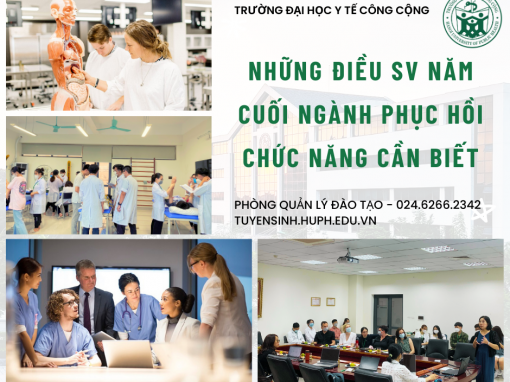 TRƯỜNG ĐẠI HỌC Y TẾ CÔNG CỘNG
NHỮNG ĐIỀU SV NĂM
CUỐI NGÀNH PHỤC HỒI
CHỨC NĂNG CẦN BIẾT
PHÒNG QUẢN LÝ ĐÀO TẠO - 024.6266.2342
TUYENSINH.HUPH.EDU.VN